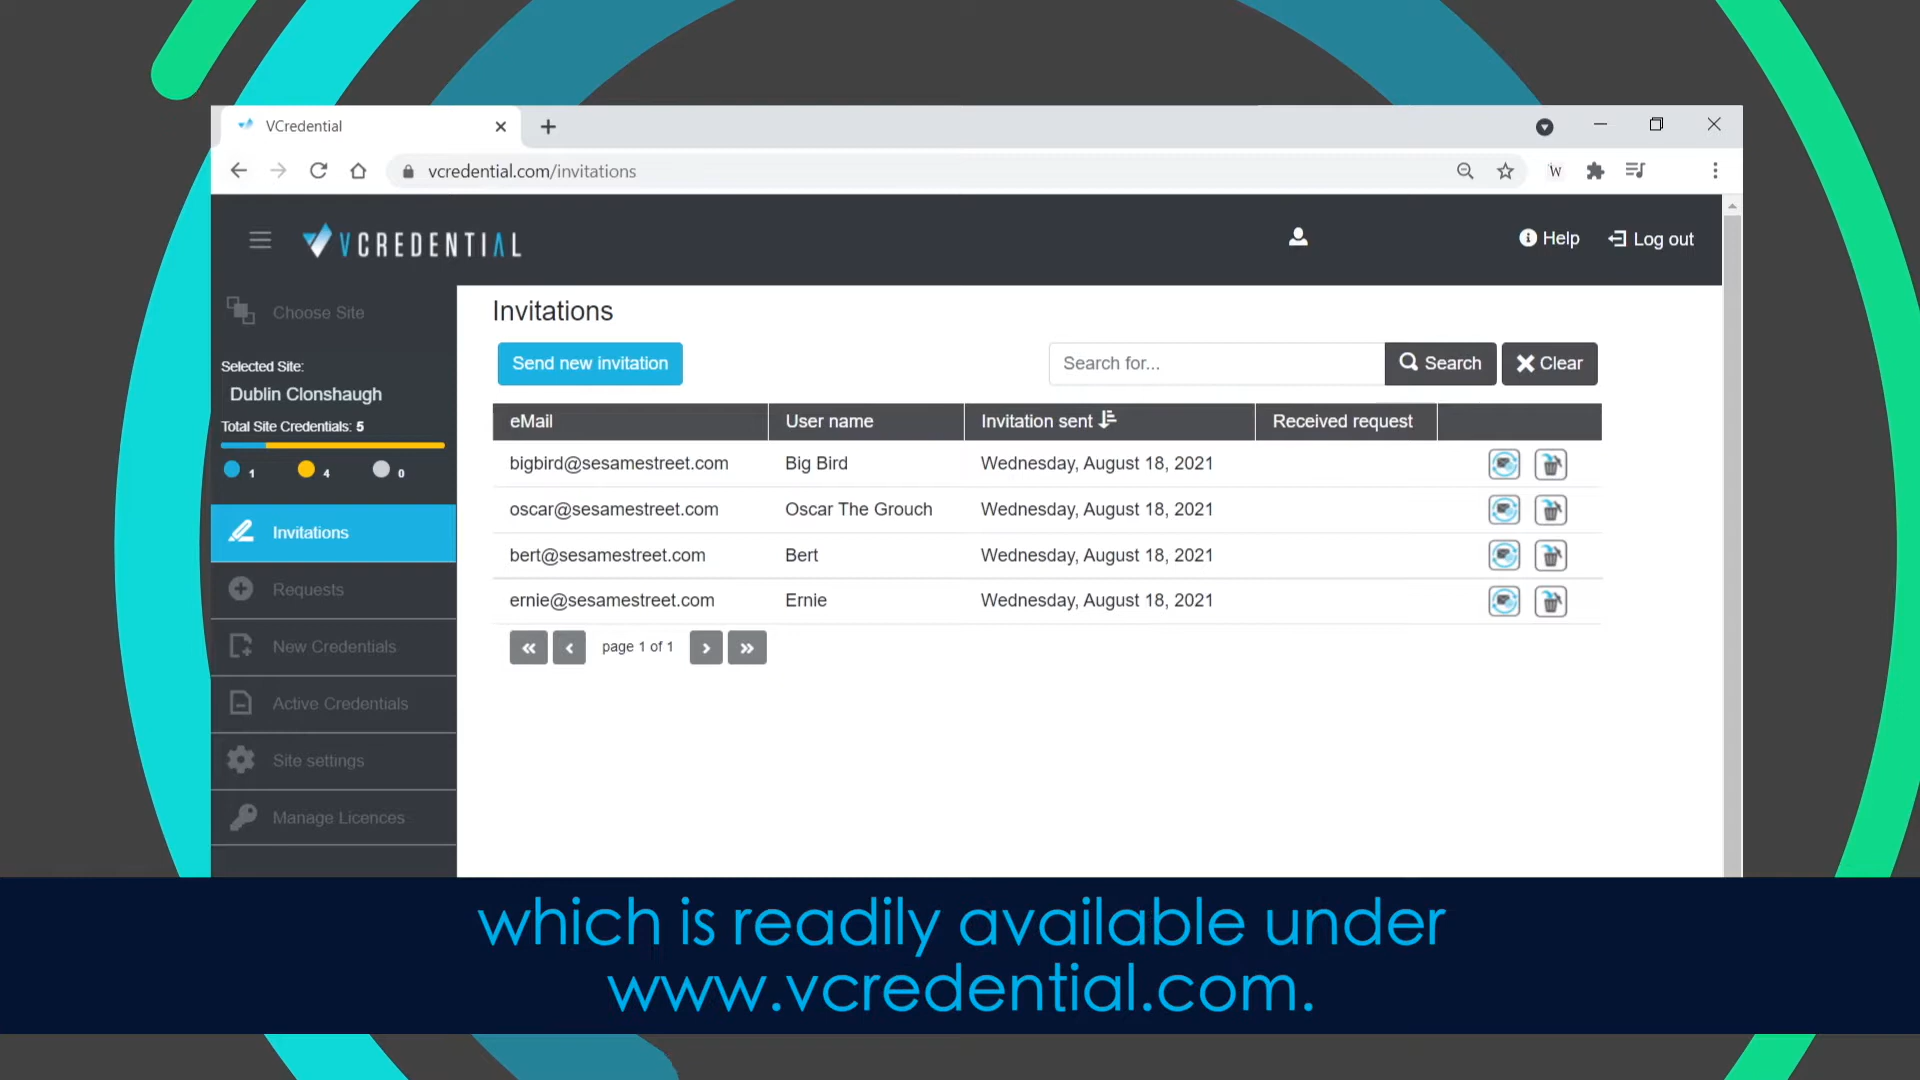 VCredential
vcredential.com/invitations
W
VCREDENTIAL
Help
Log out
Choose Site
Selected Site:
Dublin Clonshaugh
Total Site Credentials: 5
1 4 0
Invitations
Requests
New Credentials
Active Credentials
Site settings
Manage Licences
Invitations
Send new invitation
Search for...
Search
Clear
eMail User name Invitation sent Received request
bigbird@sesamestreet.com Big Bird Wednesday, August 18, 2021
oscar@sesamestreet.com Oscar The Grouch Wednesday, August 18, 2021
bert@sesamestreet.com Bert Wednesday, August 18, 2021
ernie@sesamestreet.com Ernie Wednesday, August 18, 2021
« ‹ page 1 of 1 › »
which is readily available under
www.vcredential.com.